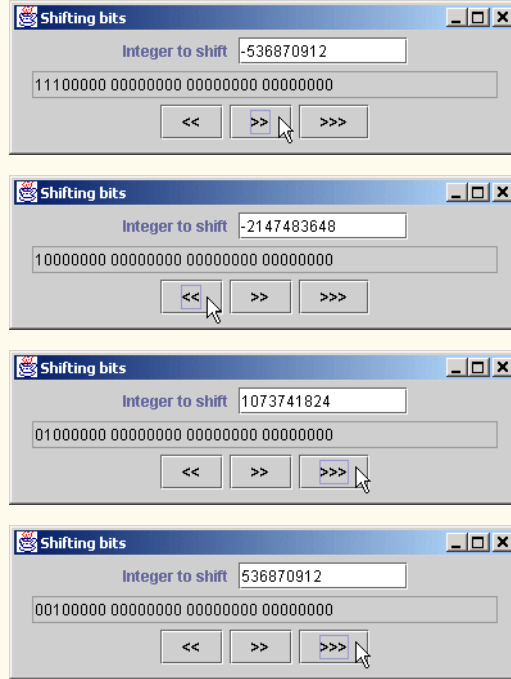 Shifting bits
Integer to shift -536870912
11100000 00000000 00000000 00000000
<< >> >>>
Shifting bits
Integer to shift -2147483648
10000000 00000000 00000000 00000000
<< >> >>>
Shifting bits
Integer to shift 1073741824
01000000 00000000 00000000 00000000
<< >> >>>
Shifting bits
Integer to shift 536870912
00100000 00000000 00000000 00000000
<< >> >>>